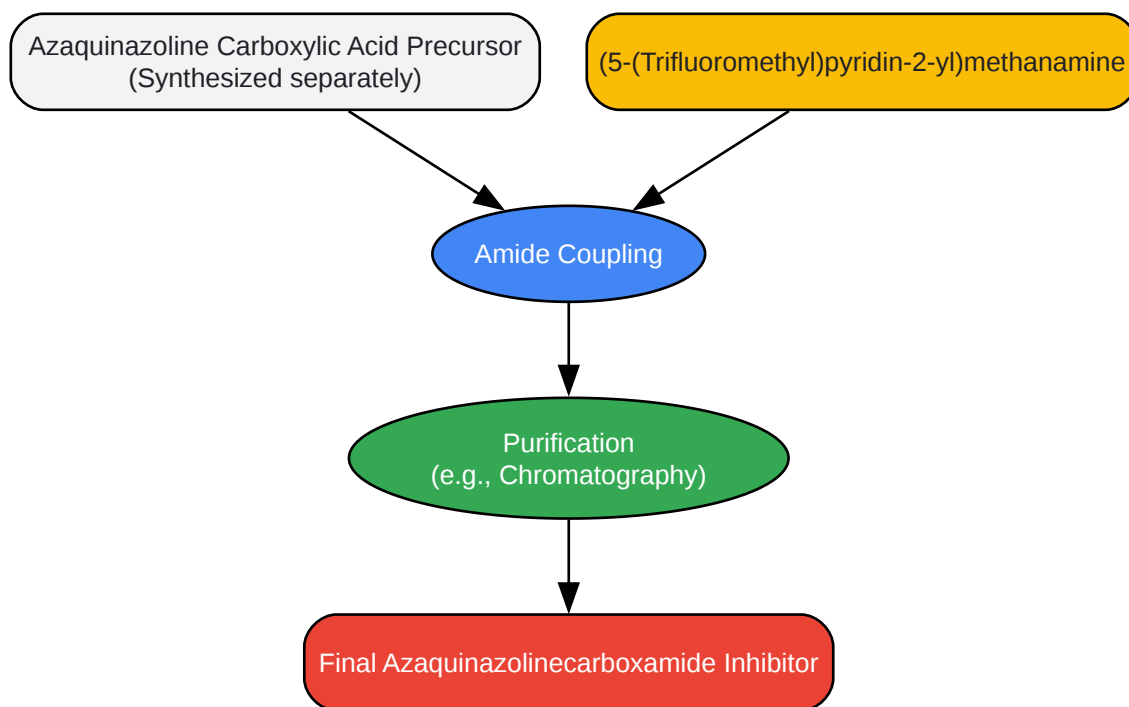 Azaquinazoline Carboxylic Acid Precursor
(Synthesized separately)
(5-(Trifluoromethyl)pyridin-2-yl)methanamine
Amide Coupling
Purification
(e.g., Chromatography)
Final Azaquinazolinecarboxamide Inhibitor